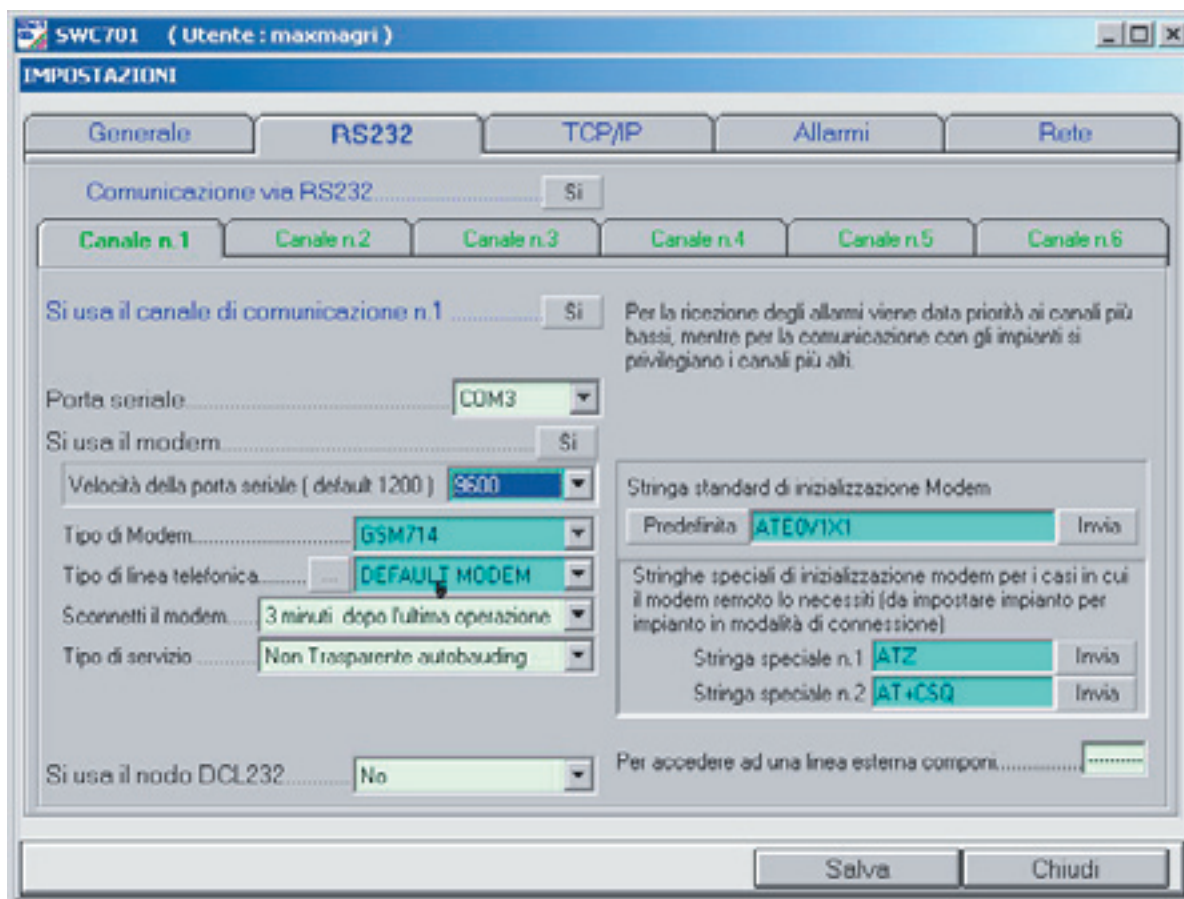 SWC701 ( Utente : maxmagri )
IMPOSTAZIONI
Generale RS232 TCP/IP Allarmi Rete
Comunicazione via RS232 Si
Canale n.1 Canale n.2 Canale n.3 Canale n.4 Canale n.5 Canale n.6
Si usa il canale di comunicazione n.1 Si
Per la ricezione degli allarmi viene data priorità ai canali più
bassi, mentre per la comunicazione con gli impianti si
privilegiano i canali più alti.
Porta seriale COM3
Si usa il modem Si
Velocità della porta seriale ( default 1200 ) 9600
Tipo di Modem GSM714
Tipo di linea telefonica ... DEFAULT MODEM
Sconnetti il modem 3 minuti dopo l'ultima operazione
Tipo di servizio Non Trasparente autobauding
Stringa standard di inizializzazione Modem
Predefinita ATE0V1X1 Invia
Stringhe speciali di inizializzazione modem per i casi in cui
il modem remoto lo necessiti (da impostare impianto per
impianto in modalità di connessione)
Stringa speciale n.1 ATZ Invia
Stringa speciale n.2 AT+CSQ Invia
Si usa il nodo DCL232 No
Per accedere ad una linea esterna componi ----------
Salva Chiudi